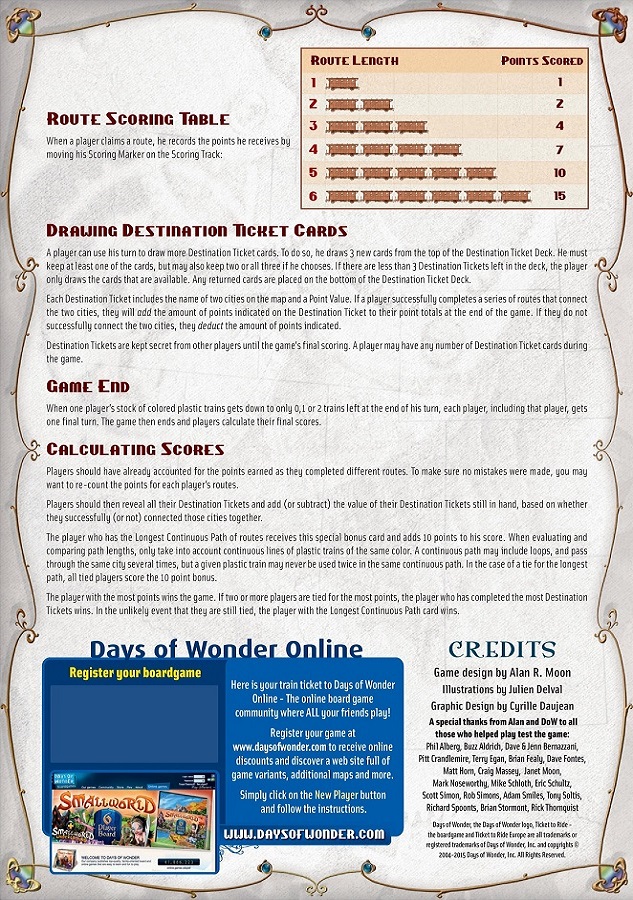 Route Length Points Scored
1 1
2 2
3 4
4 7
5 10
6 15
Route Scoring Table
When a player claims a route, he records the points he receives by
moving his Scoring Marker on the Scoring Track:
Drawing Destination Ticket Cards
A player can use his turn to draw more Destination Ticket cards. To do so, he draws 3 new cards from the top of the Destination Ticket Deck. He must
keep at least one of the cards, but may also keep two or all three if he chooses. If there are less than 3 Destination Tickets left in the deck, the player
only draws the cards that are available. Any returned cards are placed on the bottom of the Destination Ticket Deck.
Each Destination Ticket includes the name of two cities on the map and a Point Value. If a player successfully completes a series of routes that connect
the two cities, they will add the amount of points indicated on the Destination Ticket to their point totals at the end of the game. If they do not
successfully connect the two cities, they deduct the amount of points indicated.
Destination Tickets are kept secret from other players until the game's final scoring. A player may have any number of Destination Ticket cards during
the game.
Game End
When one player's stock of colored plastic trains gets down to only 0,1 or 2 trains left at the end of his turn, each player, including that player, gets
one final turn. The game then ends and players calculate their final scores.
Calculating Scores
Players should have already accounted for the points earned as they completed different routes. To make sure no mistakes were made, you may
want to re-count the points for each player's routes.
Players should then reveal all their Destination Tickets and add (or subtract) the value of their Destination Tickets still in hand, based on whether
they successfully (or not) connected those cities together.
The player who has the Longest Continuous Path of routes receives this special bonus card and adds 10 points to his score. When evaluating and
comparing path lengths, only take into account continuous lines of plastic trains of the same color. A continuous path may include loops, and pass
through the same city several times, but a given plastic train may never be used twice in the same continuous path. In the case of a tie for the longest
path, all tied players score the 10 point bonus.
The player with the most points wins the game. If two or more players are tied for the most points, the player who has completed the most Destination
Tickets wins. In the unlikely event that they are still tied, the player with the Longest Continuous Path card wins.
Days of Wonder Online
Register your boardgame
Here is your train ticket to Days of Wonder
Online - The online board game
community where ALL your friends play!
Register your game at
www.daysofwonder.com to receive online
discounts and discover a web site full of
game variants, additional maps and more.
Simply click on the New Player button
and follow the instructions.
DAYS OF WONDER
SMALLWORLD
Player Board
WELCOME TO DAYS OF WONDER
WWW.DAYSOFWONDER.COM
CREDITS
Game design by Alan R. Moon
Illustrations by Julien Delval
Graphic Design by Cyrille Daujean
A special thanks from Alan and DoW to all
those who helped play test the game:
Phil Alberg, Buzz Aldrich, Dave & Jenn Bernazzani,
Pitt Crandlemire, Terry Egan, Brian Fealy, Dave Fontes,
Matt Horn, Craig Massey, Janet Moon,
Mark Noseworthy, Mike Schloth, Eric Schultz,
Scott Simon, Rob Simons, Adam Smiles, Tony Soltis,
Richard Spoonts, Brian Stormont, Rick Thornquist
Days of Wonder, the Days of Wonder logo, Ticket to Ride -
the boardgame and Ticket to Ride Europe are all trademarks or
registered trademarks of Days of Wonder, Inc. and copyrights ©
2004-2015 Days of Wonder, Inc. All Rights Reserved.